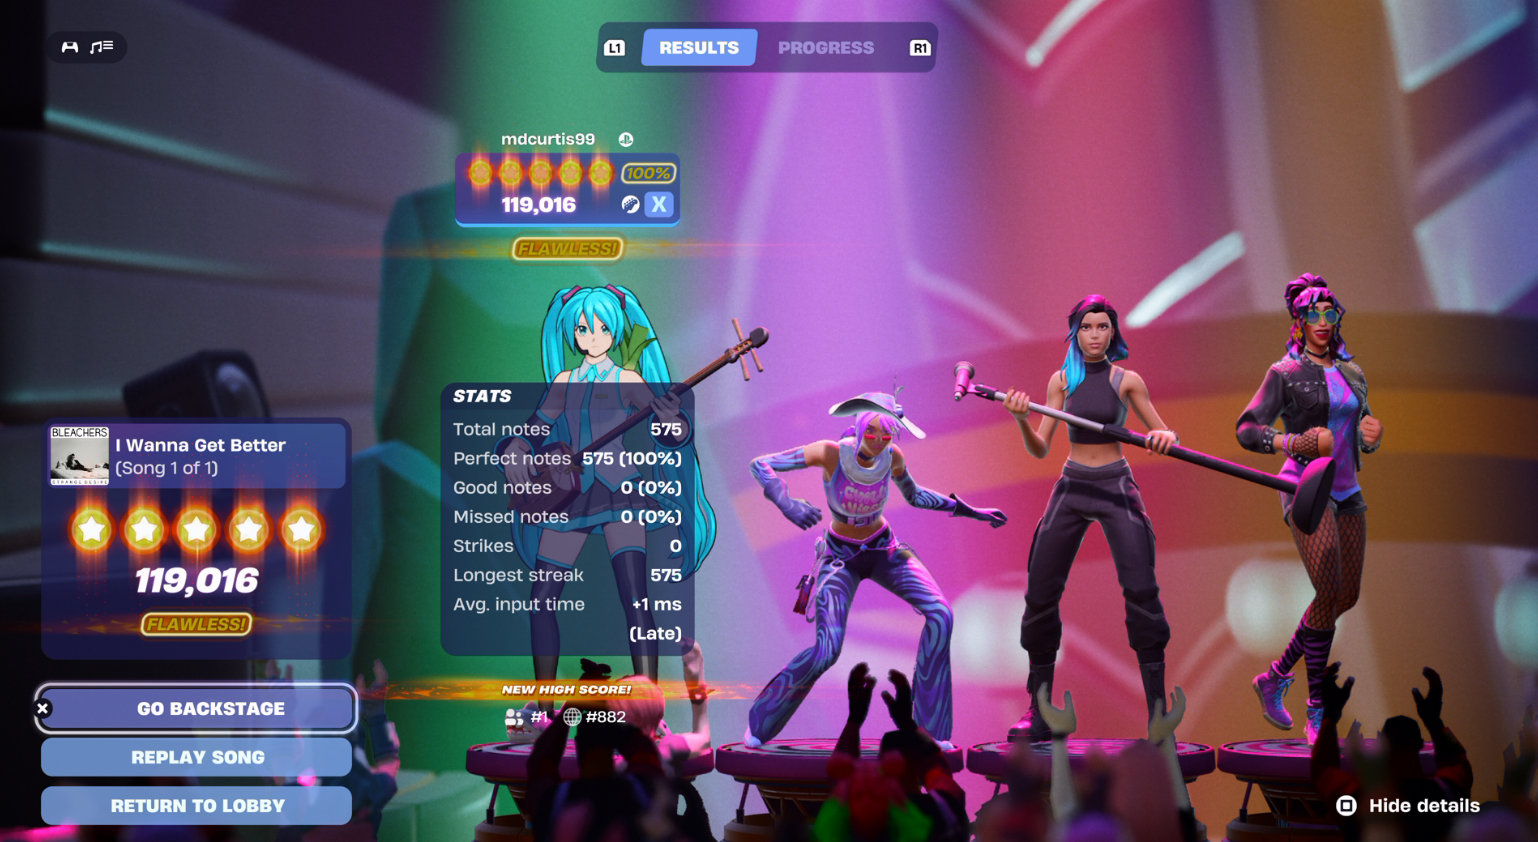 L1
RESULTS
PROGRESS
R1
mdcurtis99
100%
119,016
X
FLAWLESS!
STATS
Total notes 575
Perfect notes 575 (100%)
Good notes 0 (0%)
Missed notes 0 (0%)
Strikes 0
Longest streak 575
Avg. input time +1 ms
(Late)
NEW HIGH SCORE!
#1 #882
BLEACHERS
STRANGE DESIRE
I Wanna Get Better
(Song 1 of 1)
119,016
FLAWLESS!
GO BACKSTAGE
REPLAY SONG
RETURN TO LOBBY
Hide details